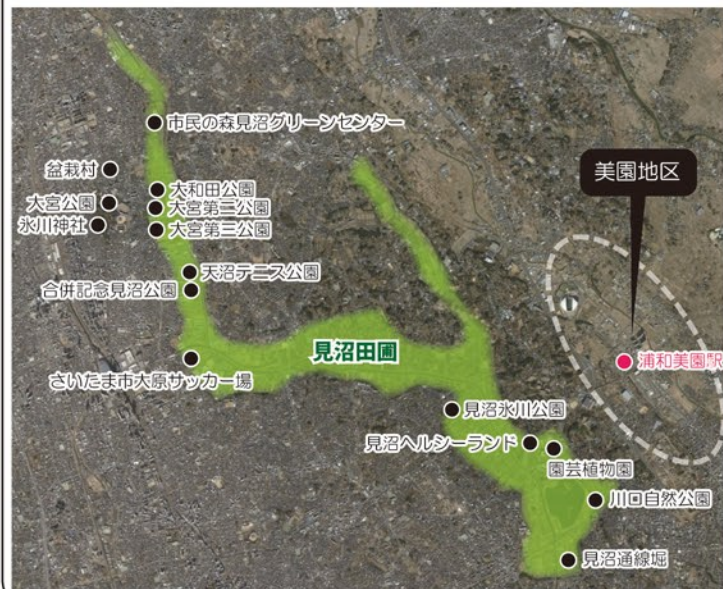 市民の森見沼グリーンセンター
盆栽村
大和田公園
大宮公園
大宮第二公園
氷川神社
大宮第三公園
天沼テニス公園
合併記念見沼公園
さいたま市大原サッカー場
見沼田圃
美園地区
浦和美園駅
見沼氷川公園
見沼ヘルシーランド
園芸植物園
川口自然公園
見沼通線堀